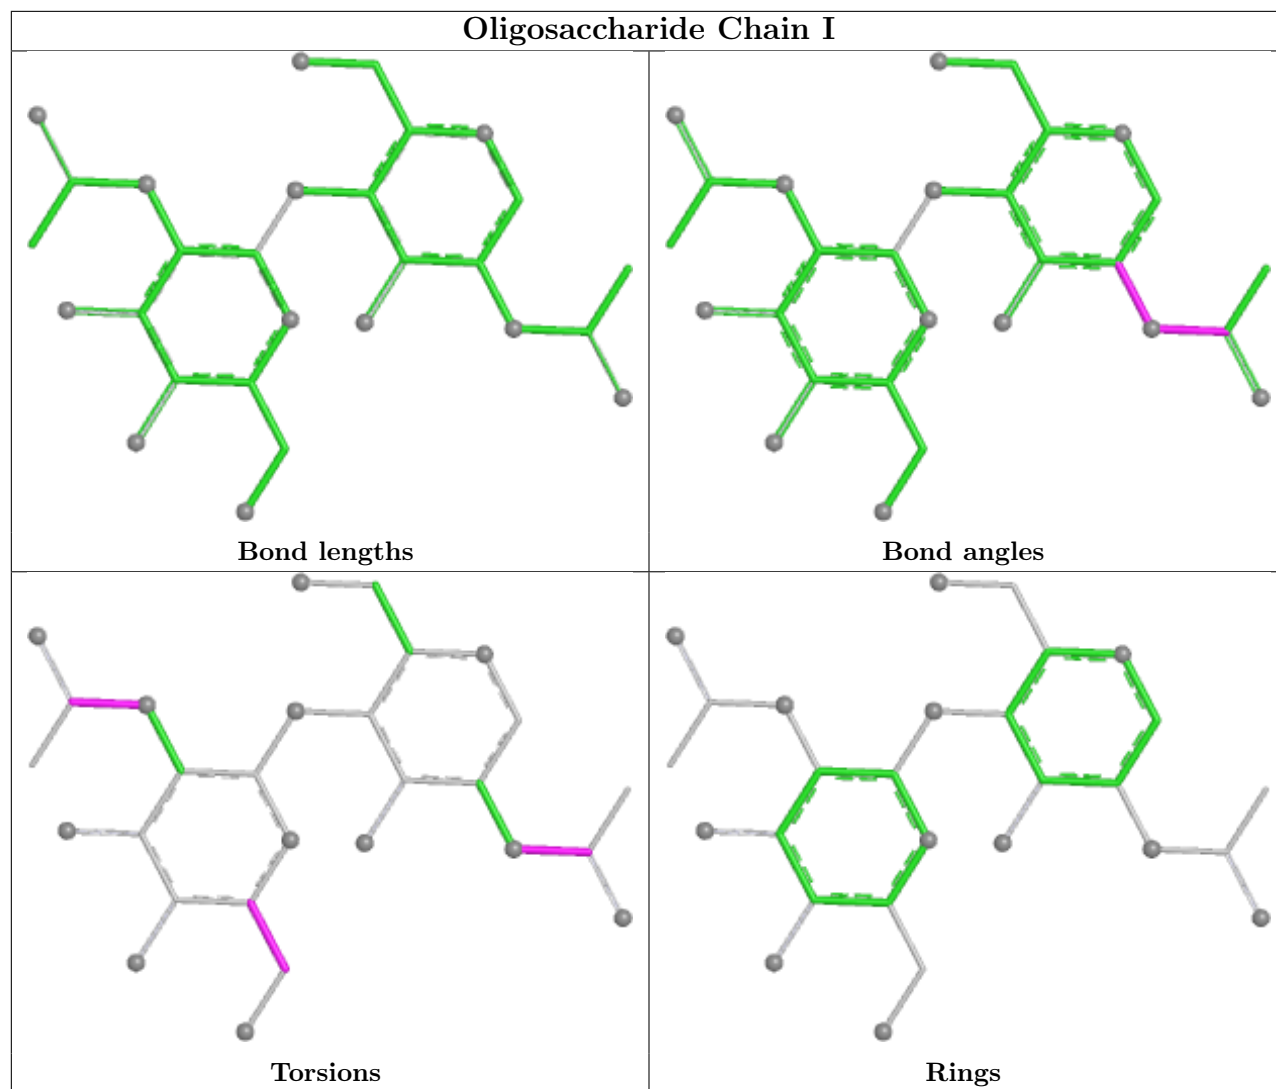 Oligosaccharide Chain I
Bond lengths
Bond angles
Torsions
Rings